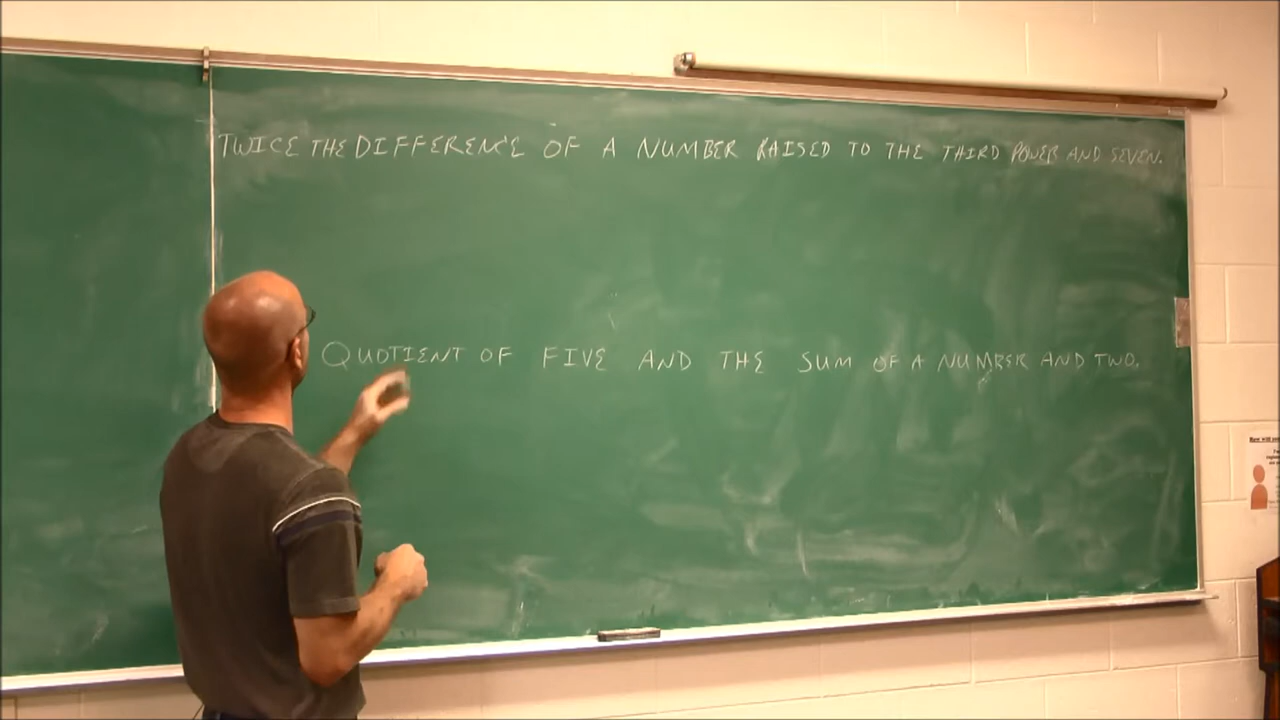 TWICE THE DIFFERENCE OF A NUMBER RAISED TO THE THIRD POWER AND SEVEN.
QUOTIENT OF FIVE AND THE SUM OF A NUMBER AND TWO.